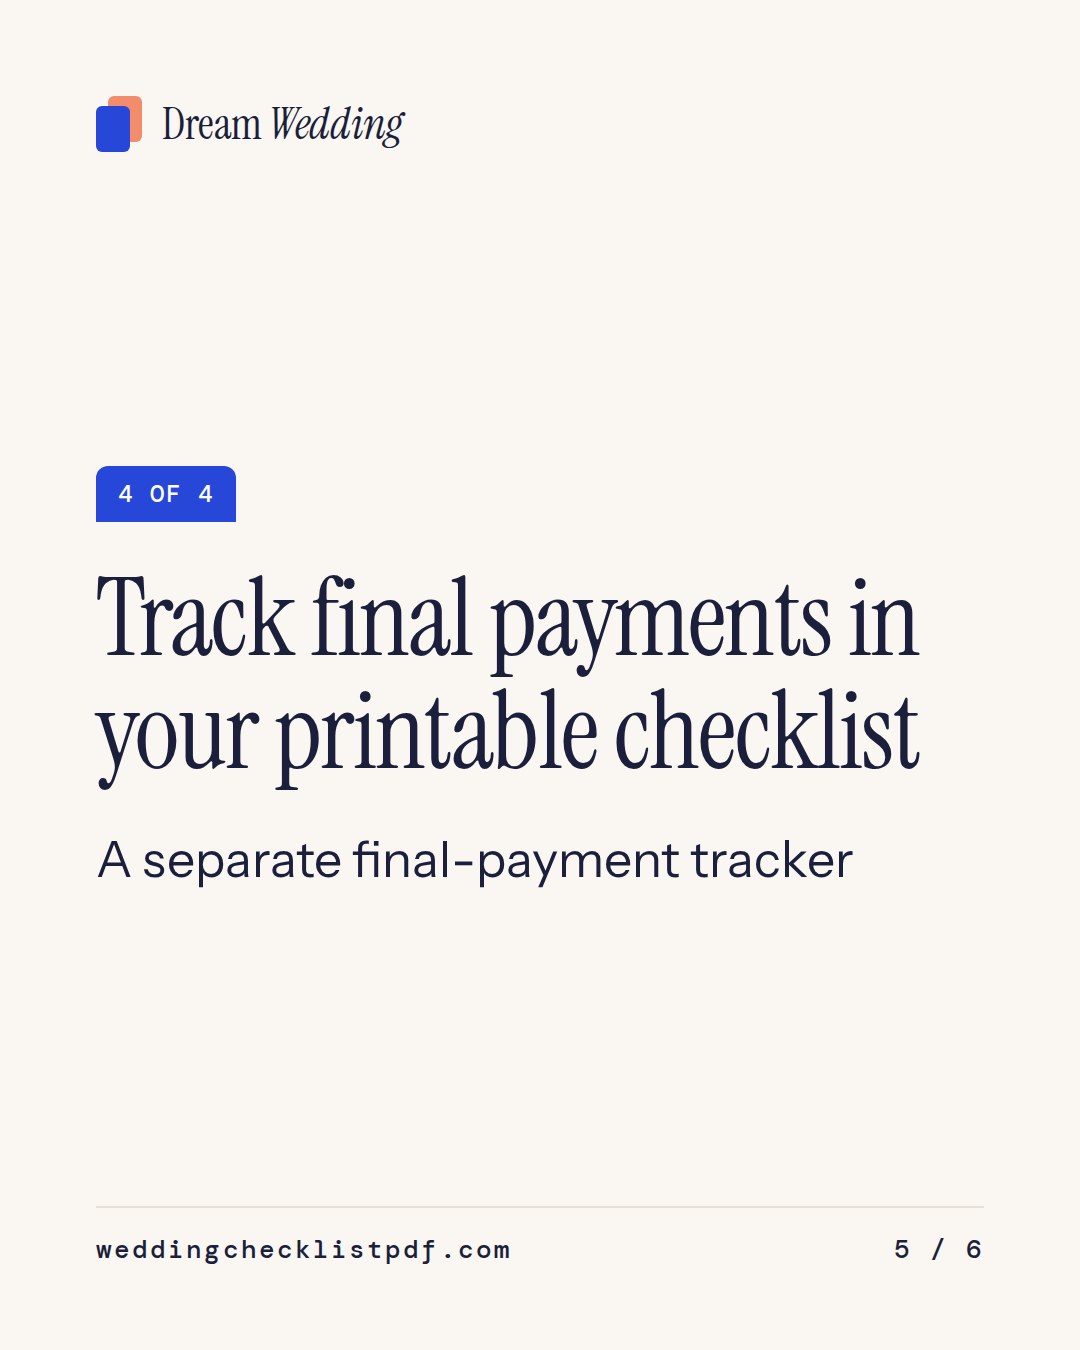 Dream Wedding
4 OF 4
Track final payments in
your printable checklist
A separate final-payment tracker
weddingchecklistpdf.com
5 / 6